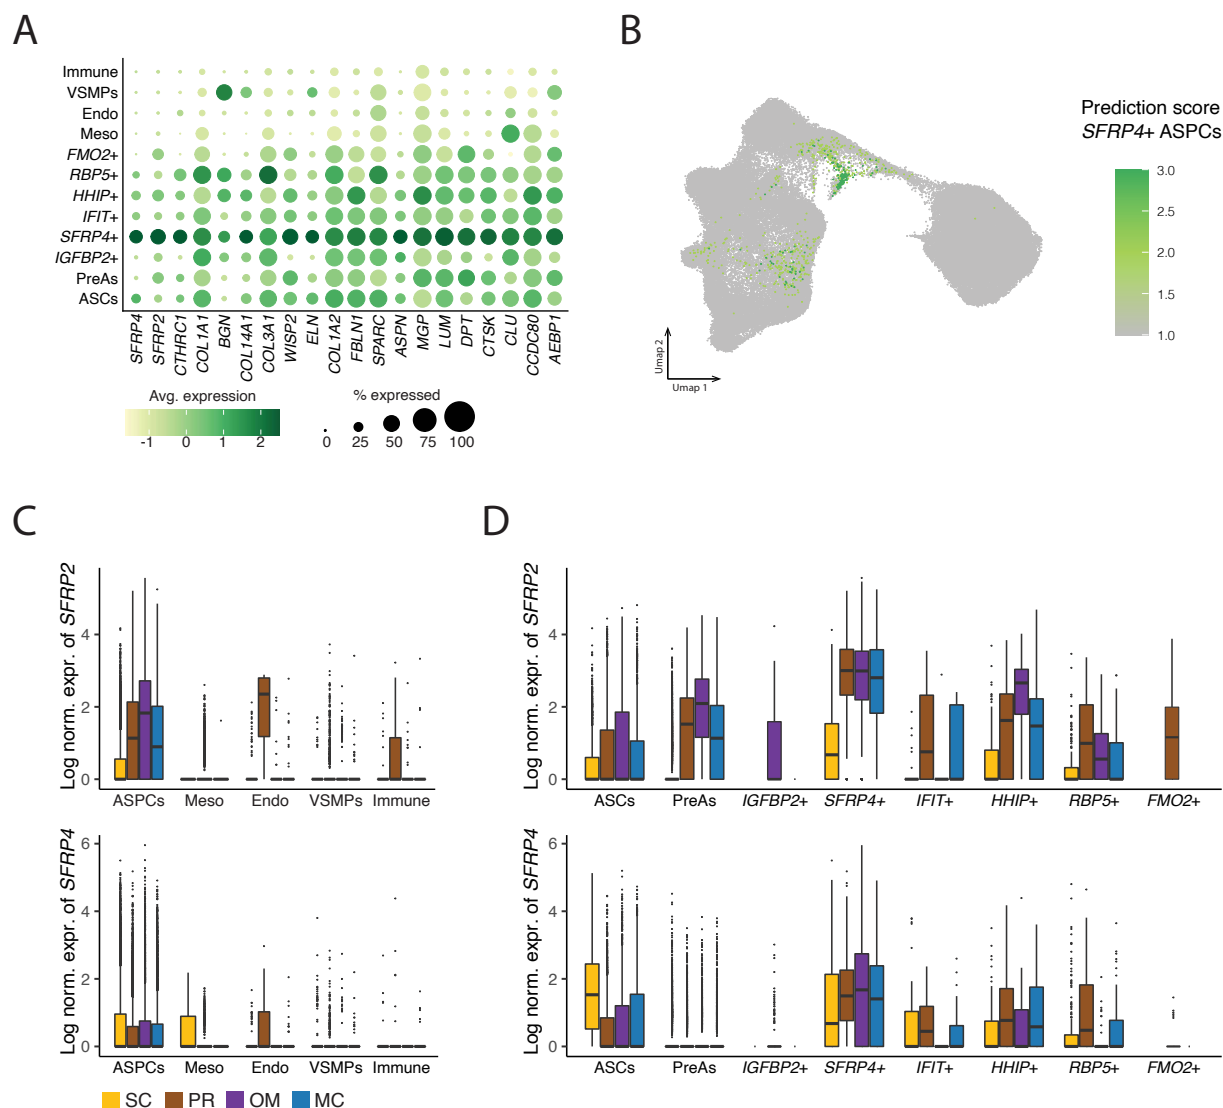 A
Immune
VSMPs
Endo
Meso
FMO2+
RBP5+
HHIP+
IFIT+
SFRP4+
IGFBP2+
PreAs
ASCs
SFRP4
SFRP2
CTHRC1
COL1A1
BGN
COL14A1
COL3A1
WISP2
ELN
COL1A2
FBLN1
SPARC
ASPN
MGP
LUM
DPT
CTSK
CLU
CCDC80
AEBP1
Avg. expression
-1 0 1 2
% expressed
0 25 50 75 100
B
Prediction score
SFRP4+ ASPCs
3.0
2.5
2.0
1.5
1.0
Umap 2
Umap 1
C
Log norm. expr. of SFRP2
4
2
0
ASPCs Meso Endo VSMPs Immune
Log norm. expr. of SFRP4
6
4
2
0
ASPCs Meso Endo VSMPs Immune
SC PR OM MC
D
Log norm. expr. of SFRP2
4
2
0
ASCs PreAs IGFBP2+ SFRP4+ IFIT+ HHIP+ RBP5+ FMO2+
Log norm. expr. of SFRP4
6
4
2
0
ASCs PreAs IGFBP2+ SFRP4+ IFIT+ HHIP+ RBP5+ FMO2+